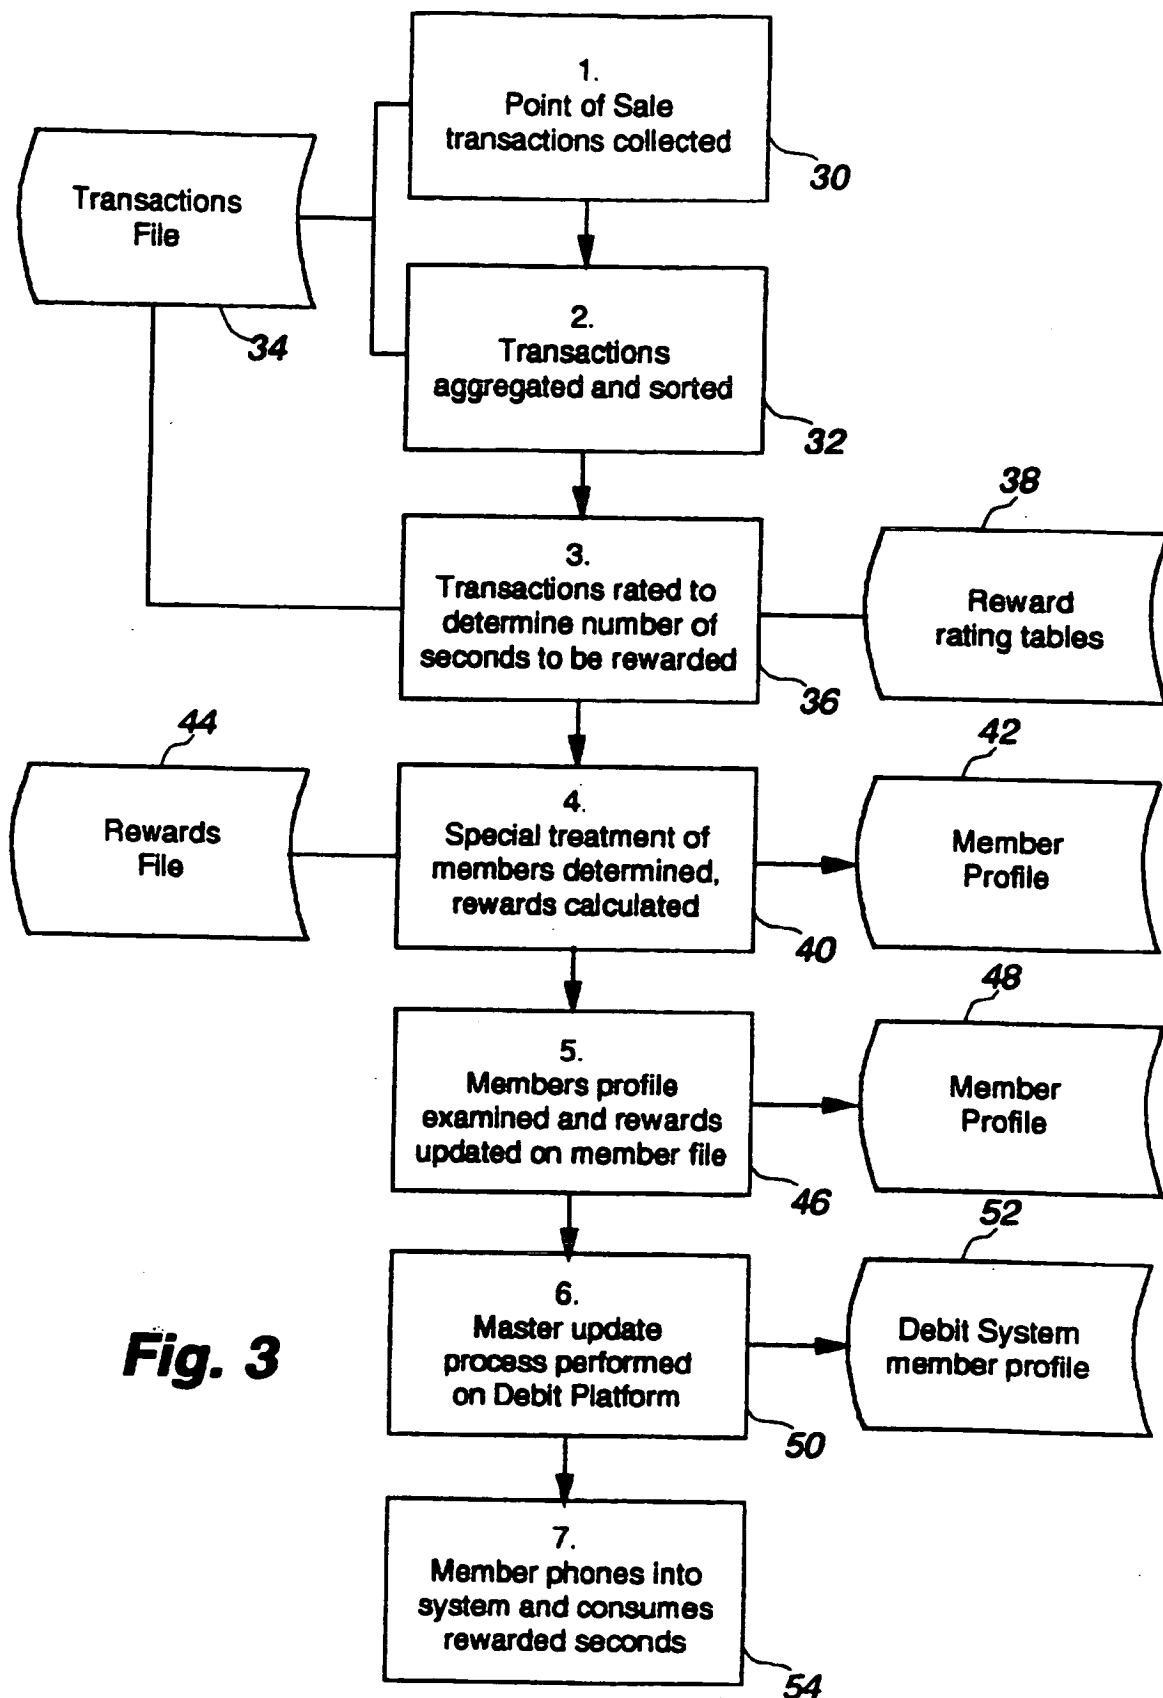 1.
Point of Sale
transactions collected
30
Transactions
File
34
2.
Transactions
aggregated and sorted
32
3.
Transactions rated to
determine number of
seconds to be rewarded
36
38
Reward
rating tables
44
Rewards
File
4.
Special treatment of
members determined,
rewards calculated
40
42
Member
Profile
5.
Members profile
examined and rewards
updated on member file
46
48
Member
Profile
6.
Master update
process performed
on Debit Platform
50
52
Debit System
member profile
Fig. 3
7.
Member phones into
system and consumes
rewarded seconds
54